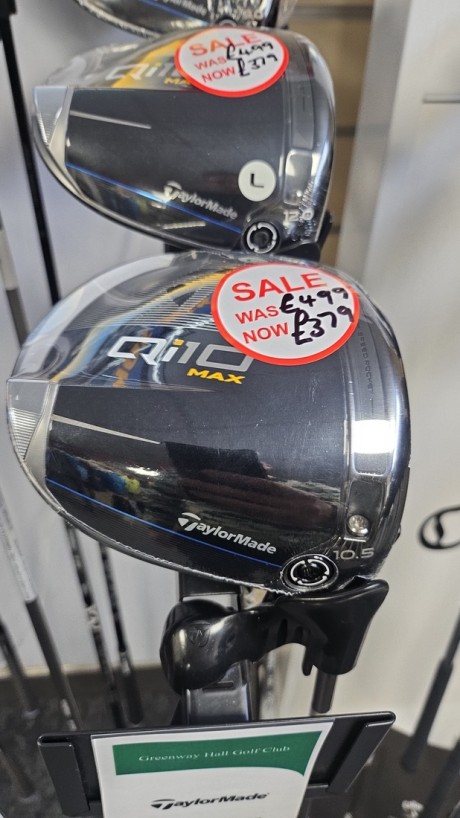 SALE
WAS £499
NOW £379
Qi10
MAX
L
TaylorMade
12.0
SALE
WAS £499
NOW £379
Qi10
MAX
TaylorMade
10.5
Greenway Hall Golf Club
TaylorMade